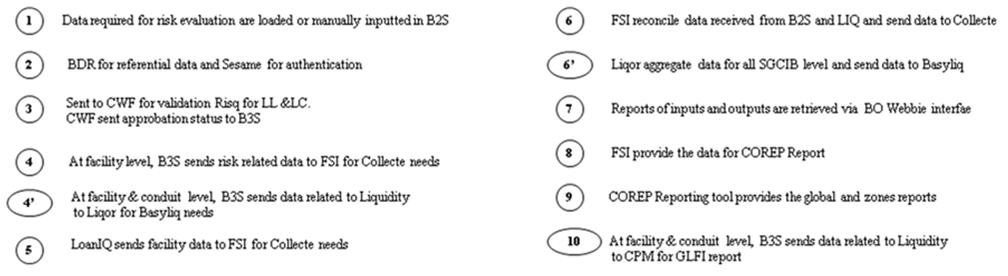 1 Data required for risk evaluation are loaded or manually inputted in B2S
2 BDR for referential data and Sesame for authentication
3 Sent to CWF for validation Risq for LL &LC.
CWF sent approbation status to B3S
4 At facility level, B3S sends risk related data to FSI for Collecte needs
4' At facility & conduit level, B3S sends data related to Liquidity
to Liqor for Basyliq needs
5 LoanIQ sends facility data to FSI for Collecte needs
6 FSI reconcile data received from B2S and LIQ and send data to Collecte
6' Liqor aggregate data for all SGCIB level and send data to Basyliq
7 Reports of inputs and outputs are retrieved via BO Webbie interfae
8 FSI provide the data for COREP Report
9 COREP Reporting tool provides the global and zones reports
10 At facility & conduit level, B3S sends data related to Liquidity
to CPM for GLFI report